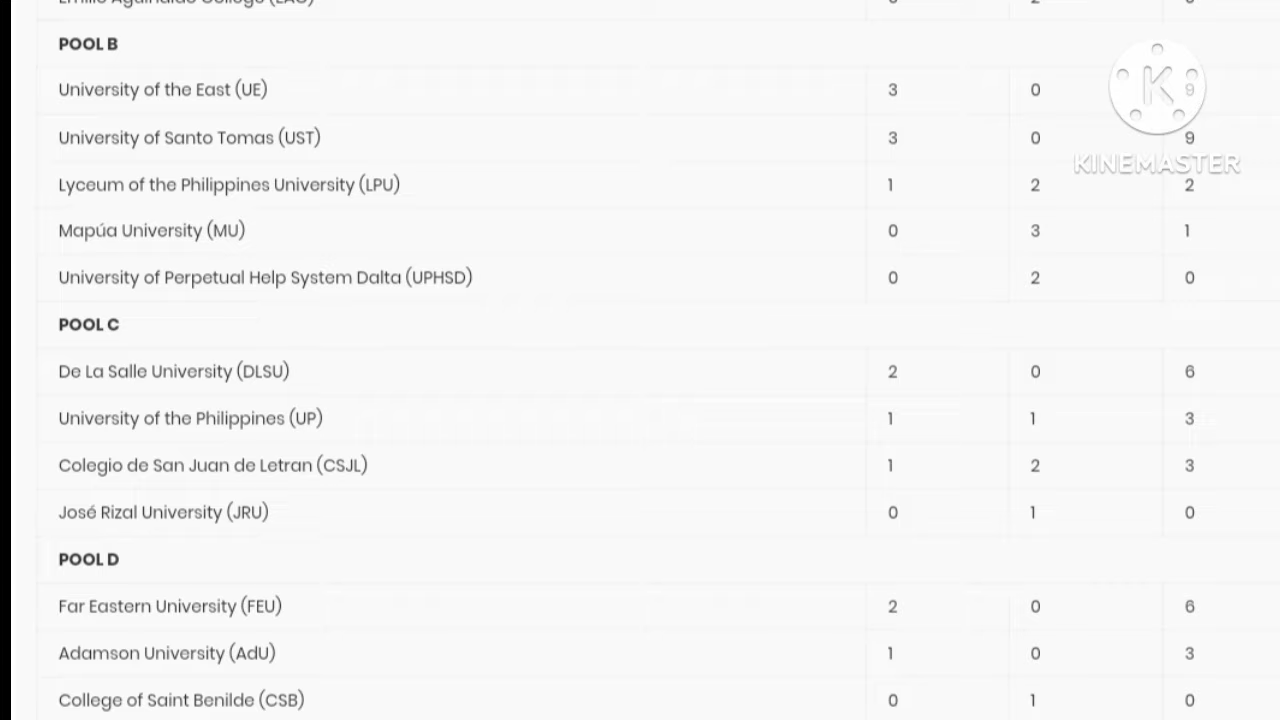 Emilio Aguinaldo College (EAC)
POOL B
University of the East (UE) 3 0 9
University of Santo Tomas (UST) 3 0 9
Lyceum of the Philippines University (LPU) 1 2 2
Mapúa University (MU) 0 3 1
University of Perpetual Help System Dalta (UPHSD) 0 2 0
POOL C
De La Salle University (DLSU) 2 0 6
University of the Philippines (UP) 1 1 3
Colegio de San Juan de Letran (CSJL) 1 2 3
José Rizal University (JRU) 0 1 0
POOL D
Far Eastern University (FEU) 2 0 6
Adamson University (AdU) 1 0 3
College of Saint Benilde (CSB) 0 1 0
K
KINEMASTER